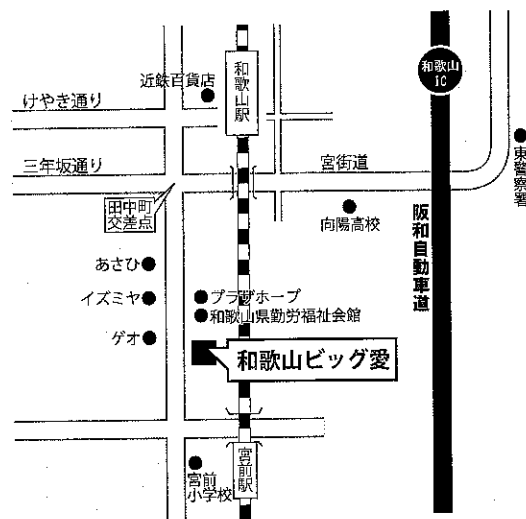 近鉄百貨店
和歌山駅
和歌山
IC
けやき通り
三年坂通り
宮街道
東警察署
田中町
交差点
向陽高校
阪和自動車道
あさひ
イズミヤ
プラザホープ
和歌山県勤労福祉会館
ゲオ
和歌山ビッグ愛
宮前駅
宮前
小学校